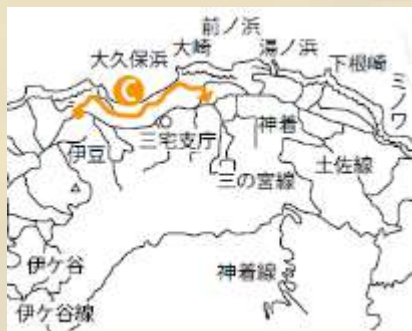 前ノ浜
大崎
湯ノ浜
大久保浜
下根崎
ミノワ
C
神着
三宅支庁
伊豆
土佐線
三の宮線
伊ケ谷
神着線
伊ケ谷線